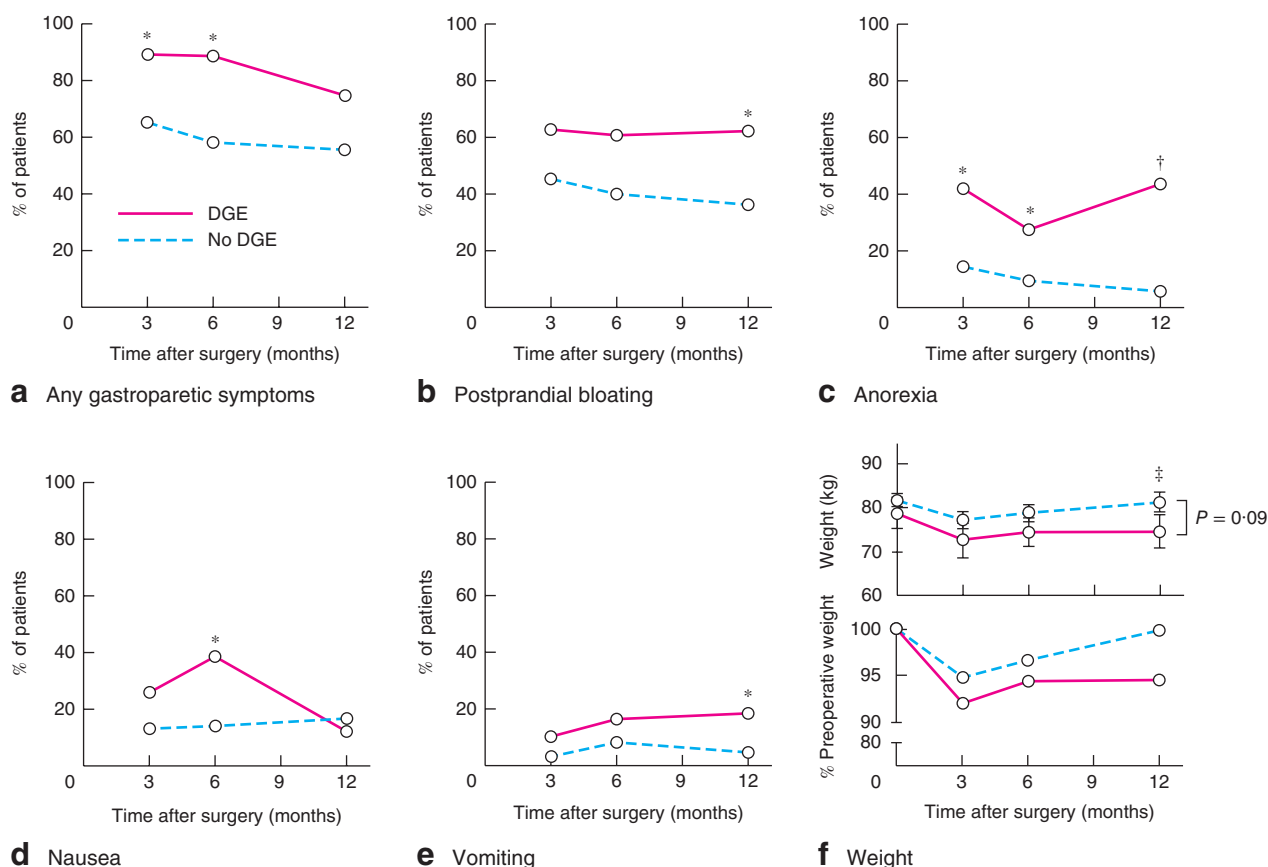 100
80
60
40
20
0
% of patients
* *
DGE
No DGE
3 6 9 12
Time after surgery (months)
a Any gastroparetic symptoms
100
80
60
40
20
0
% of patients
*
3 6 9 12
Time after surgery (months)
b Postprandial bloating
100
80
60
40
20
0
% of patients
* * †
3 6 9 12
Time after surgery (months)
c Anorexia
100
80
60
40
20
0
% of patients
*
3 6 9 12
Time after surgery (months)
d Nausea
100
80
60
40
20
0
% of patients
*
3 6 9 12
Time after surgery (months)
e Vomiting
90
80
70
60
Weight (kg)
‡
P = 0·09
100
95
90
80
0
% Preoperative weight
3 6 9 12
Time after surgery (months)
f Weight